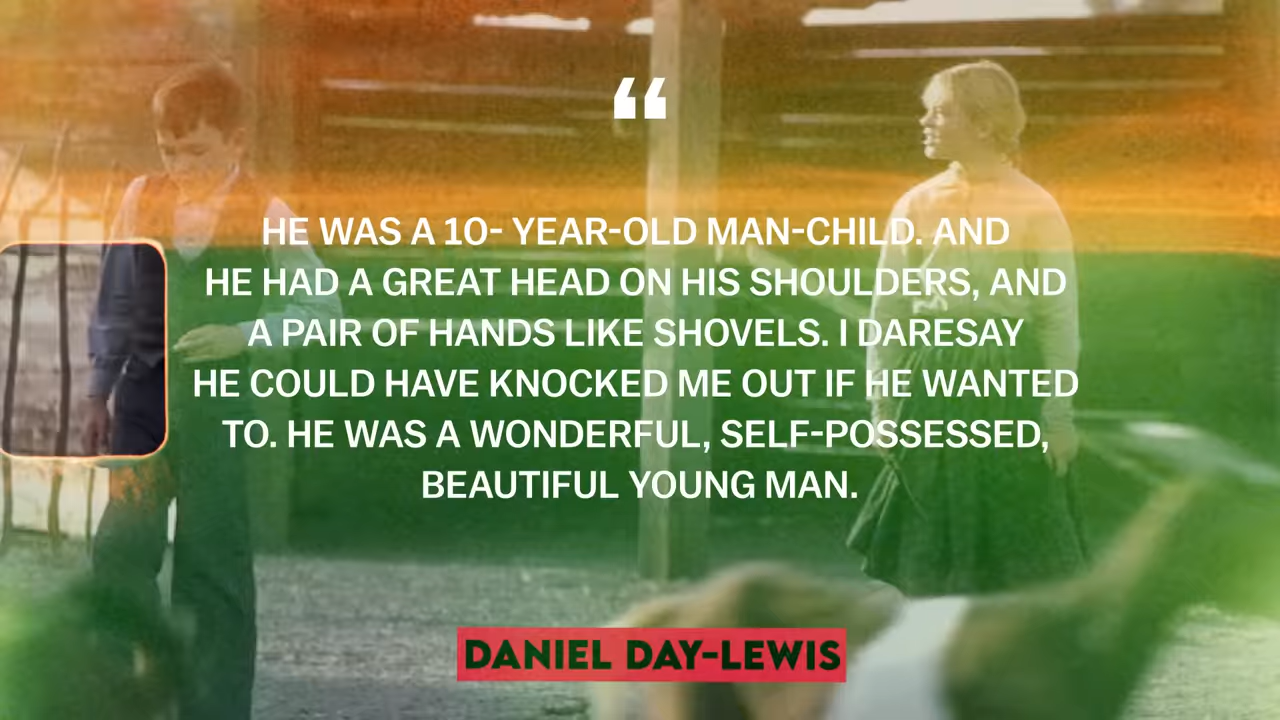 “
HE WAS A 10- YEAR-OLD MAN-CHILD. AND
HE HAD A GREAT HEAD ON HIS SHOULDERS, AND
A PAIR OF HANDS LIKE SHOVELS. I DARESAY
HE COULD HAVE KNOCKED ME OUT IF HE WANTED
TO. HE WAS A WONDERFUL, SELF-POSSESSED,
BEAUTIFUL YOUNG MAN.
DANIEL DAY-LEWIS